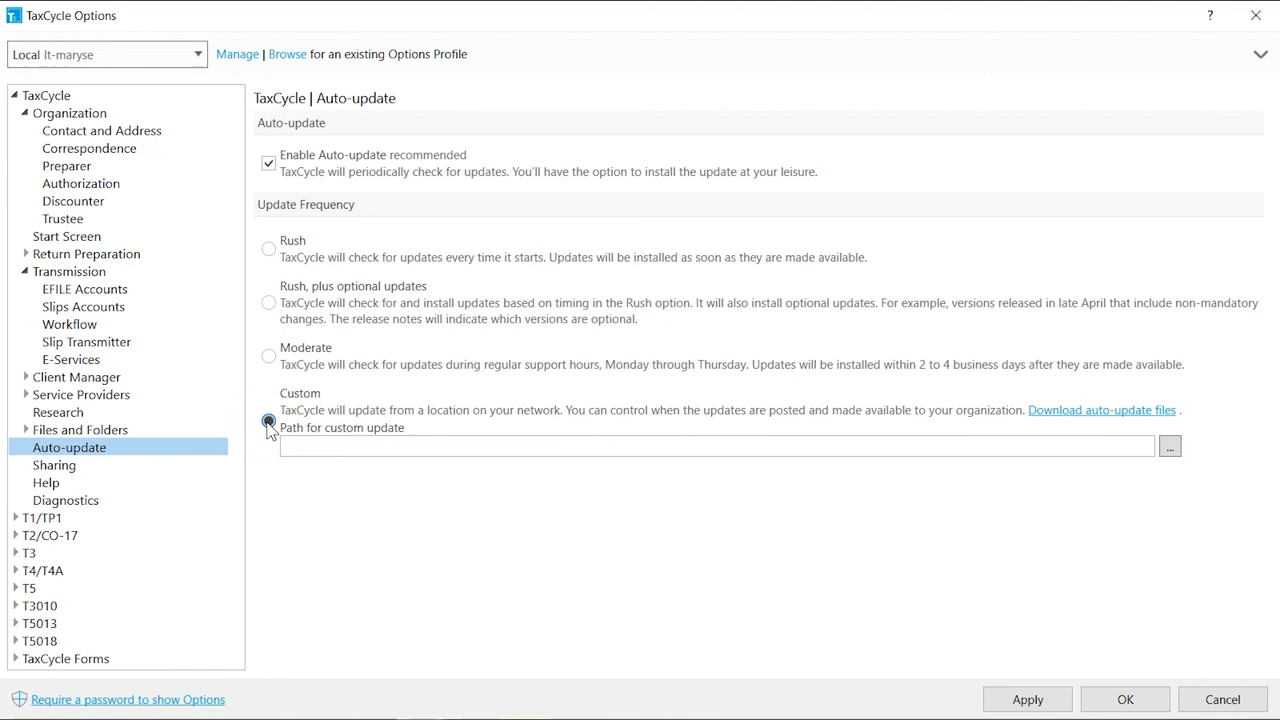 TaxCycle Options
?
Local lt-maryse
Manage | Browse for an existing Options Profile
TaxCycle
Organization
Contact and Address
Correspondence
Preparer
Authorization
Discounter
Trustee
Start Screen
Return Preparation
Transmission
EFILE Accounts
Slips Accounts
Workflow
Slip Transmitter
E-Services
Client Manager
Service Providers
Research
Files and Folders
Auto-update
Sharing
Help
Diagnostics
T1/TP1
T2/CO-17
T3
T4/T4A
T5
T3010
T5013
T5018
TaxCycle Forms
TaxCycle | Auto-update
Auto-update
Enable Auto-update recommended
TaxCycle will periodically check for updates. You'll have the option to install the update at your leisure.
Update Frequency
Rush
TaxCycle will check for updates every time it starts. Updates will be installed as soon as they are made available.
Rush, plus optional updates
TaxCycle will check for and install updates based on timing in the Rush option. It will also install optional updates. For example, versions released in late April that include non-mandatory
changes. The release notes will indicate which versions are optional.
Moderate
TaxCycle will check for updates during regular support hours, Monday through Thursday. Updates will be installed within 2 to 4 business days after they are made available.
Custom
TaxCycle will update from a location on your network. You can control when the updates are posted and made available to your organization. Download auto-update files .
Path for custom update
...
Require a password to show Options
Apply
OK
Cancel